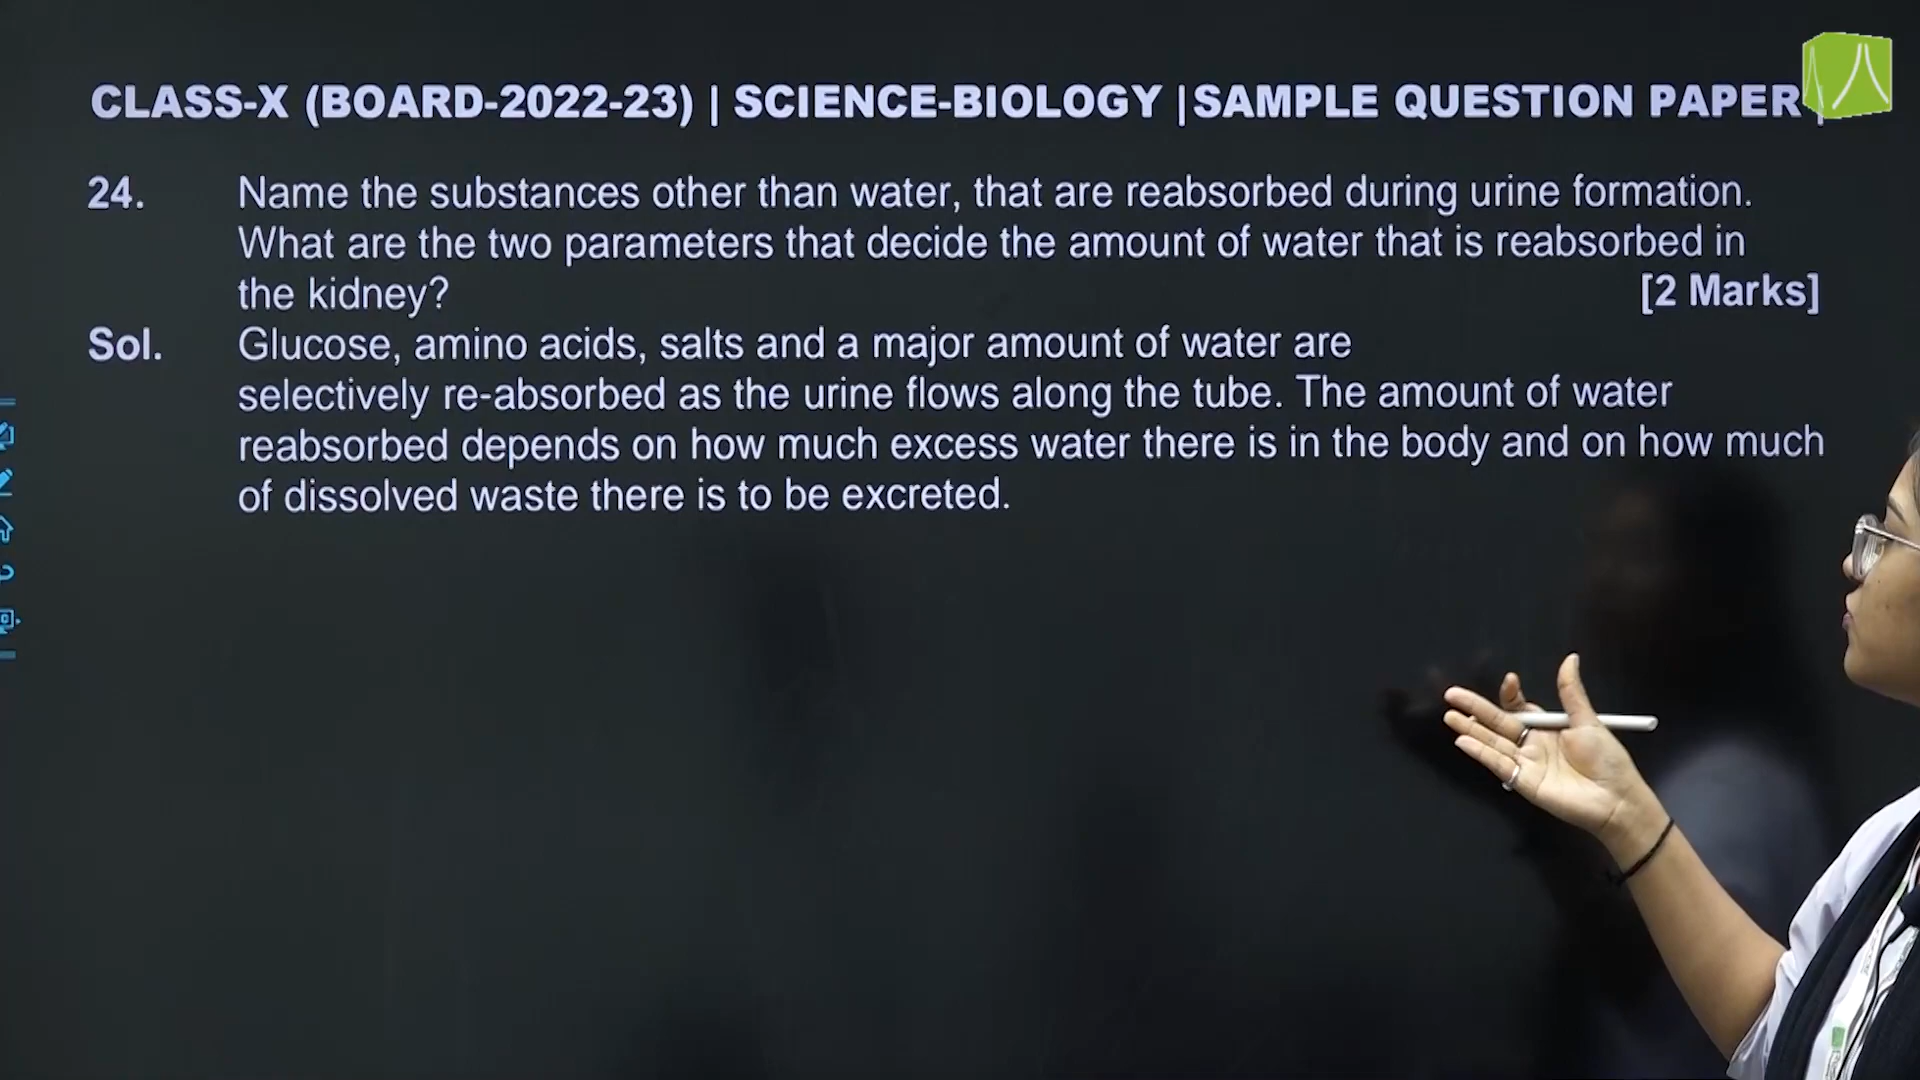 CLASS-X (BOARD-2022-23) | SCIENCE-BIOLOGY |SAMPLE QUESTION PAPER |
24. Name the substances other than water, that are reabsorbed during urine formation.
What are the two parameters that decide the amount of water that is reabsorbed in
the kidney? [2 Marks]
Sol. Glucose, amino acids, salts and a major amount of water are
selectively re-absorbed as the urine flows along the tube. The amount of water
reabsorbed depends on how much excess water there is in the body and on how much
of dissolved waste there is to be excreted.